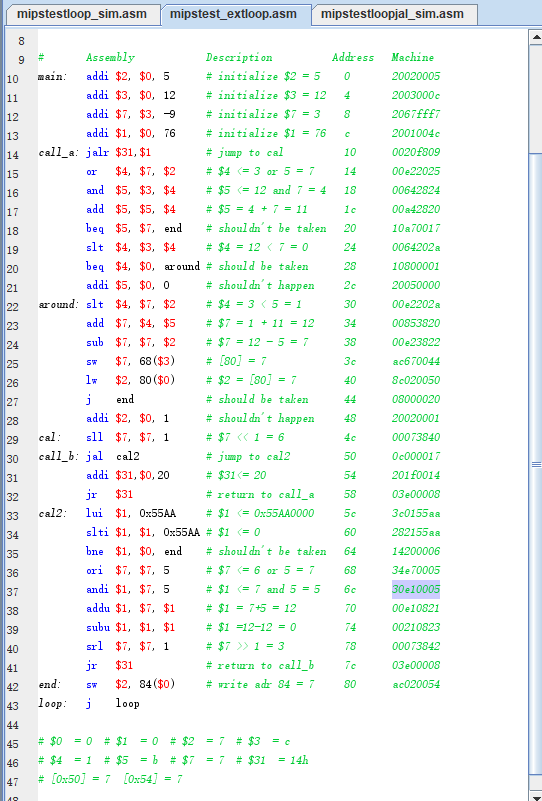 mipstestloop_sim.asm mipstest_extloop.asm mipstestloopjal_sim.asm
8
9 # Assembly Description Address Machine
10 main: addi $2, $0, 5 # initialize $2 = 5 0 20020005
11 addi $3, $0, 12 # initialize $3 = 12 4 2003000c
12 addi $7, $3, -9 # initialize $7 = 3 8 2067fff7
13 addi $1, $0, 76 # initialize $1 = 76 c 2001004c
14 call_a: jalr $31,$1 # jump to cal 10 0020f809
15 or $4, $7, $2 # $4 <= 3 or 5 = 7 14 00e22025
16 and $5, $3, $4 # $5 <= 12 and 7 = 4 18 00642824
17 add $5, $5, $4 # $5 = 4 + 7 = 11 1c 00a42820
18 beq $5, $7, end # shouldn't be taken 20 10a70017
19 slt $4, $3, $4 # $4 = 12 < 7 = 0 24 0064202a
20 beq $4, $0, around # should be taken 28 10800001
21 addi $5, $0, 0 # shouldn't happen 2c 20050000
22 around: slt $4, $7, $2 # $4 = 3 < 5 = 1 30 00e2202a
23 add $7, $4, $5 # $7 = 1 + 11 = 12 34 00853820
24 sub $7, $7, $2 # $7 = 12 - 5 = 7 38 00e23822
25 sw $7, 68($3) # [80] = 7 3c ac670044
26 lw $2, 80($0) # $2 = [80] = 7 40 8c020050
27 j end # should be taken 44 08000020
28 addi $2, $0, 1 # shouldn't happen 48 20020001
29 cal: sll $7, $7, 1 # $7 << 1 = 6 4c 00073840
30 call_b: jal cal2 # jump to cal2 50 0c000017
31 addi $31,$0,20 # $31<= 20 54 201f0014
32 jr $31 # return to call_a 58 03e00008
33 cal2: lui $1, 0x55AA # $1 <= 0x55AA0000 5c 3c0155aa
34 slti $1, $1, 0x55AA # $1 <=0 60 282155aa
35 bne $1, $0, end # shouldn't be taken 64 14200006
36 ori $7, $7, 5 # $7 <= 6 or 5 = 7 68 34e70005
37 andi $1, $7, 5 # $1 <= 7 and 5 = 5 6c 30e10005
38 addu $1, $7, $1 # $1 = 7+5 = 12 70 00e10821
39 subu $1, $1, $1 # $1 =12-12 = 0 74 00210823
40 srl $7, $7, 1 # $7 >> 1 = 3 78 00073842
41 jr $31 # return to call_b 7c 03e00008
42 end: sw $2, 84($0) # write adr 84 = 7 80 ac020054
43 loop: j loop
44
45 # $0 = 0 # $1 = 0 # $2 = 7 # $3 = c
46 # $4 = 1 # $5 = b # $7 = 7 # $31 = 14h
47 # [0x50] = 7 [0x54] = 7
48